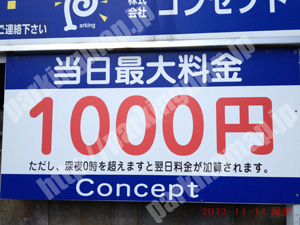 ご連絡下さい
Parking
株式
会社
コンセプト
当日最大料金
1000円
ただし、深夜0時を超えますと翌日料金が加算されます。
Concept
2013-11-14